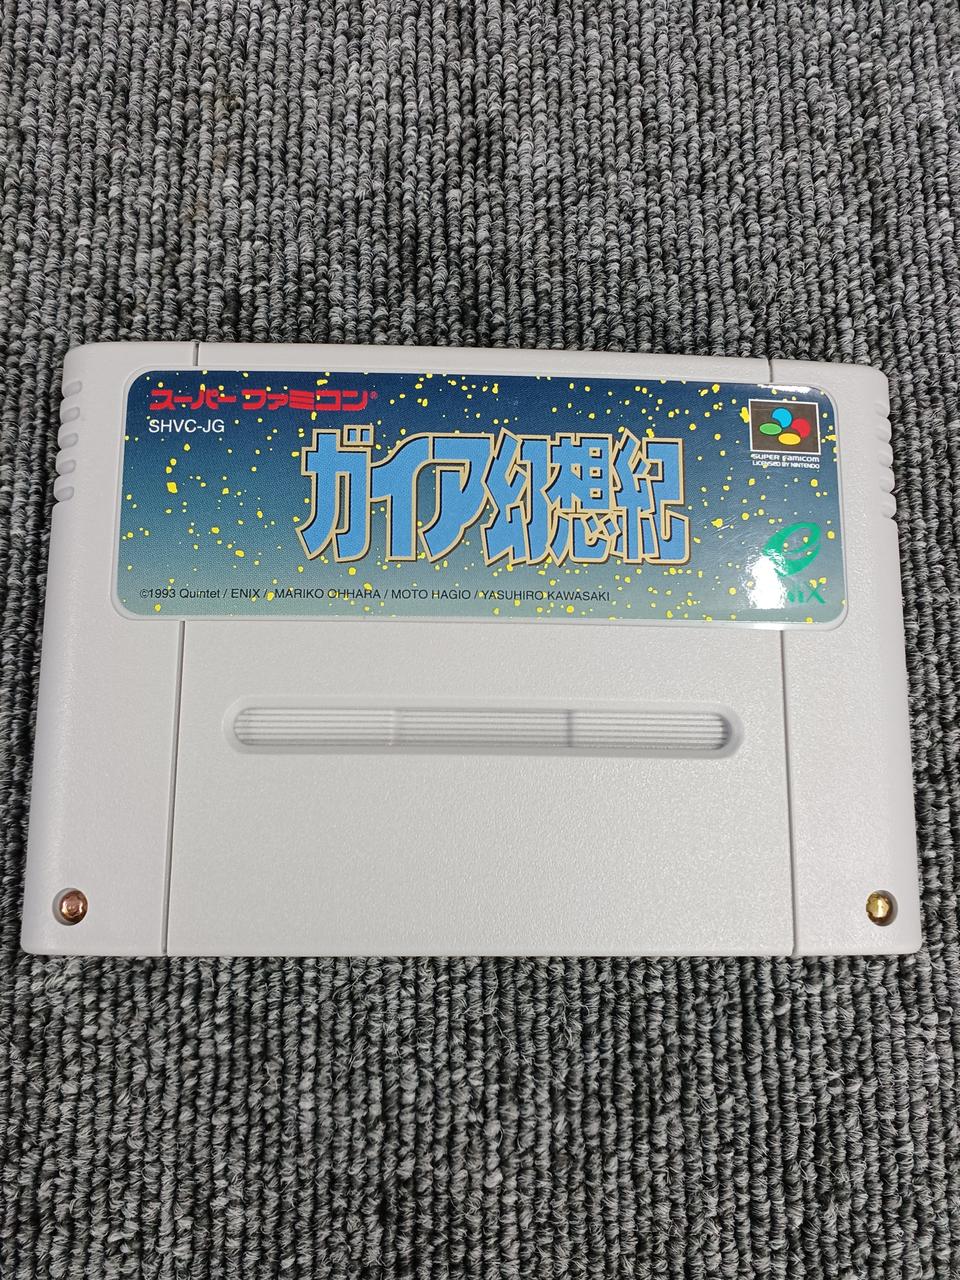 スーパーファミコン®
SHVC-JG
ガイア幻想紀
SUPER FAMICOM
LICENSED BY NINTENDO
ENIX
©1993 Quintet / ENIX / MARIKO OHHARA / MOTO HAGIO / YASUHIRO KAWASAKI